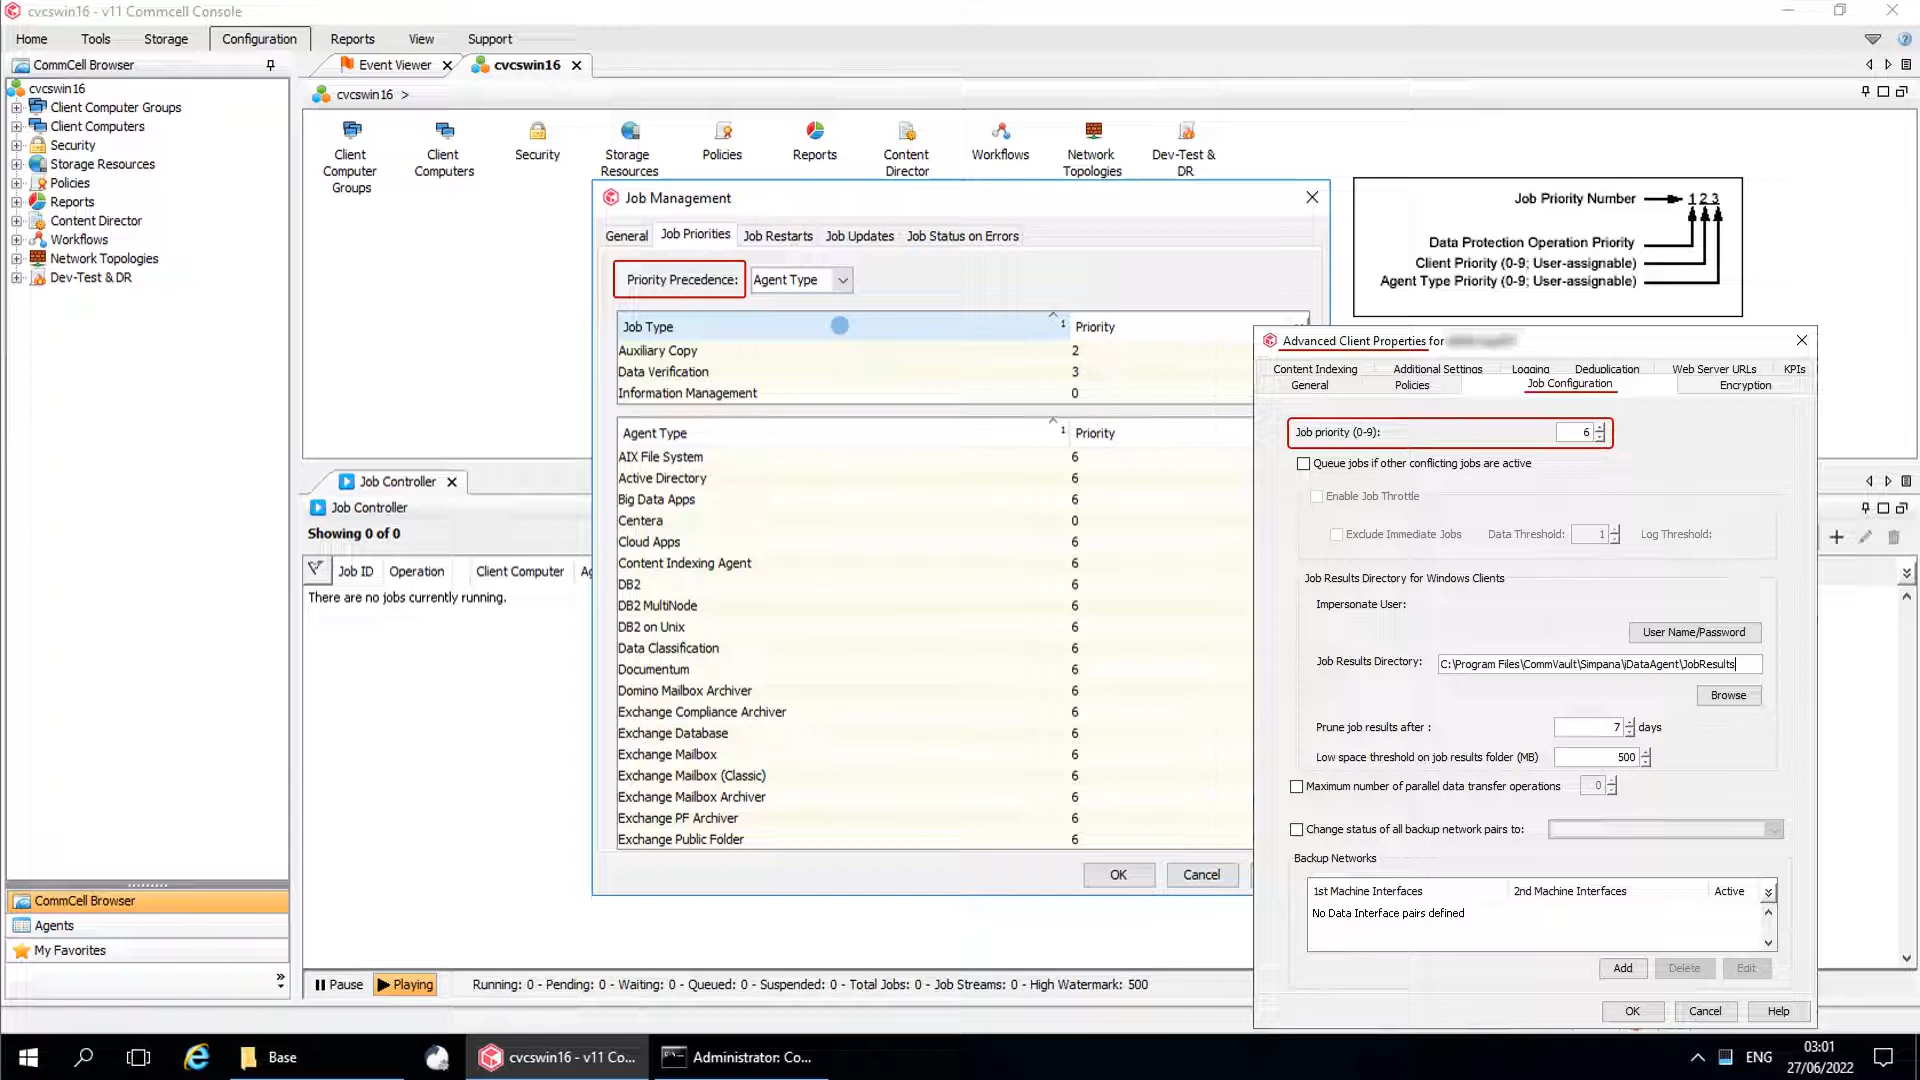 cvcswin16 - v11 Commcell Console
Home Tools Storage Configuration Reports View Support
CommCell Browser
Event Viewer cvcswin16
cvcswin16 >
cvcswin16
Client Computer Groups
Client Computers
Security
Storage Resources
Policies
Reports
Content Director
Workflows
Network Topologies
Dev-Test & DR
Client Computer Groups
Client Computers
Security
Storage Resources
Policies
Reports
Content Director
Workflows
Network Topologies
Dev-Test & DR
Job Management
General Job Priorities Job Restarts Job Updates Job Status on Errors
Priority Precedence: Agent Type
Job Type 1 Priority
Auxiliary Copy 2
Data Verification 3
Information Management 0
Agent Type 1 Priority
AIX File System 6
Active Directory 6
Big Data Apps 6
Centera 0
Cloud Apps 6
Content Indexing Agent 6
DB2 6
DB2 MultiNode 6
DB2 on Unix 6
Data Classification 6
Documentum 6
Domino Mailbox Archiver 6
Exchange Compliance Archiver 6
Exchange Database 6
Exchange Mailbox 6
Exchange Mailbox (Classic) 6
Exchange Mailbox Archiver 6
Exchange PF Archiver 6
Exchange Public Folder 6
OK Cancel
Job Priority Number 1 2 3
Data Protection Operation Priority
Client Priority (0-9; User-assignable)
Agent Type Priority (0-9; User-assignable)
Advanced Client Properties for
Content Indexing Additional Settings Logging Deduplication Web Server URLs KPIs
General Policies Job Configuration Encryption
Job priority (0-9): 6
Queue jobs if other conflicting jobs are active
Enable Job Throttle
Exclude Immediate Jobs Data Threshold: 1 Log Threshold:
Job Results Directory for Windows Clients
Impersonate User:
User Name/Password
Job Results Directory: C:\Program Files\CommVault\Simpana\iDataAgent\JobResults
Browse
Prune job results after : 7 days
Low space threshold on job results folder (MB) 500
Maximum number of parallel data transfer operations 0
Change status of all backup network pairs to:
Backup Networks
1st Machine Interfaces 2nd Machine Interfaces Active
No Data Interface pairs defined
Add Delete Edit
OK Cancel Help
Job Controller
Job Controller
Showing 0 of 0
Job ID Operation Client Computer Ag
There are no jobs currently running.
CommCell Browser
Agents
My Favorites
Pause Playing Running: 0 - Pending: 0 - Waiting: 0 - Queued: 0 - Suspended: 0 - Total Jobs: 0 - Job Streams: 0 - High Watermark: 500
Base cvcswin16 - v11 Co... Administrator: Co... ENG 03:01
27/06/2022